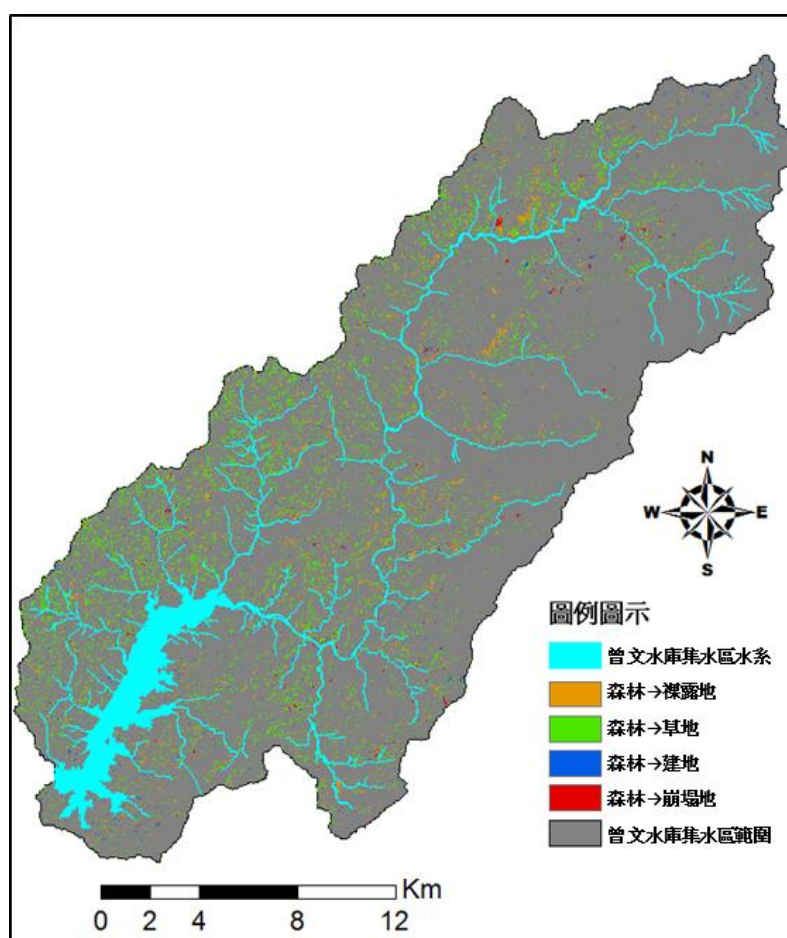 N
W
E
S
圖例圖示
曾文水庫集水區水系
森林→裸露地
森林→草地
森林→建地
森林→崩塌地
曾文水庫集水區範圍
Km
0 2 4 8 12